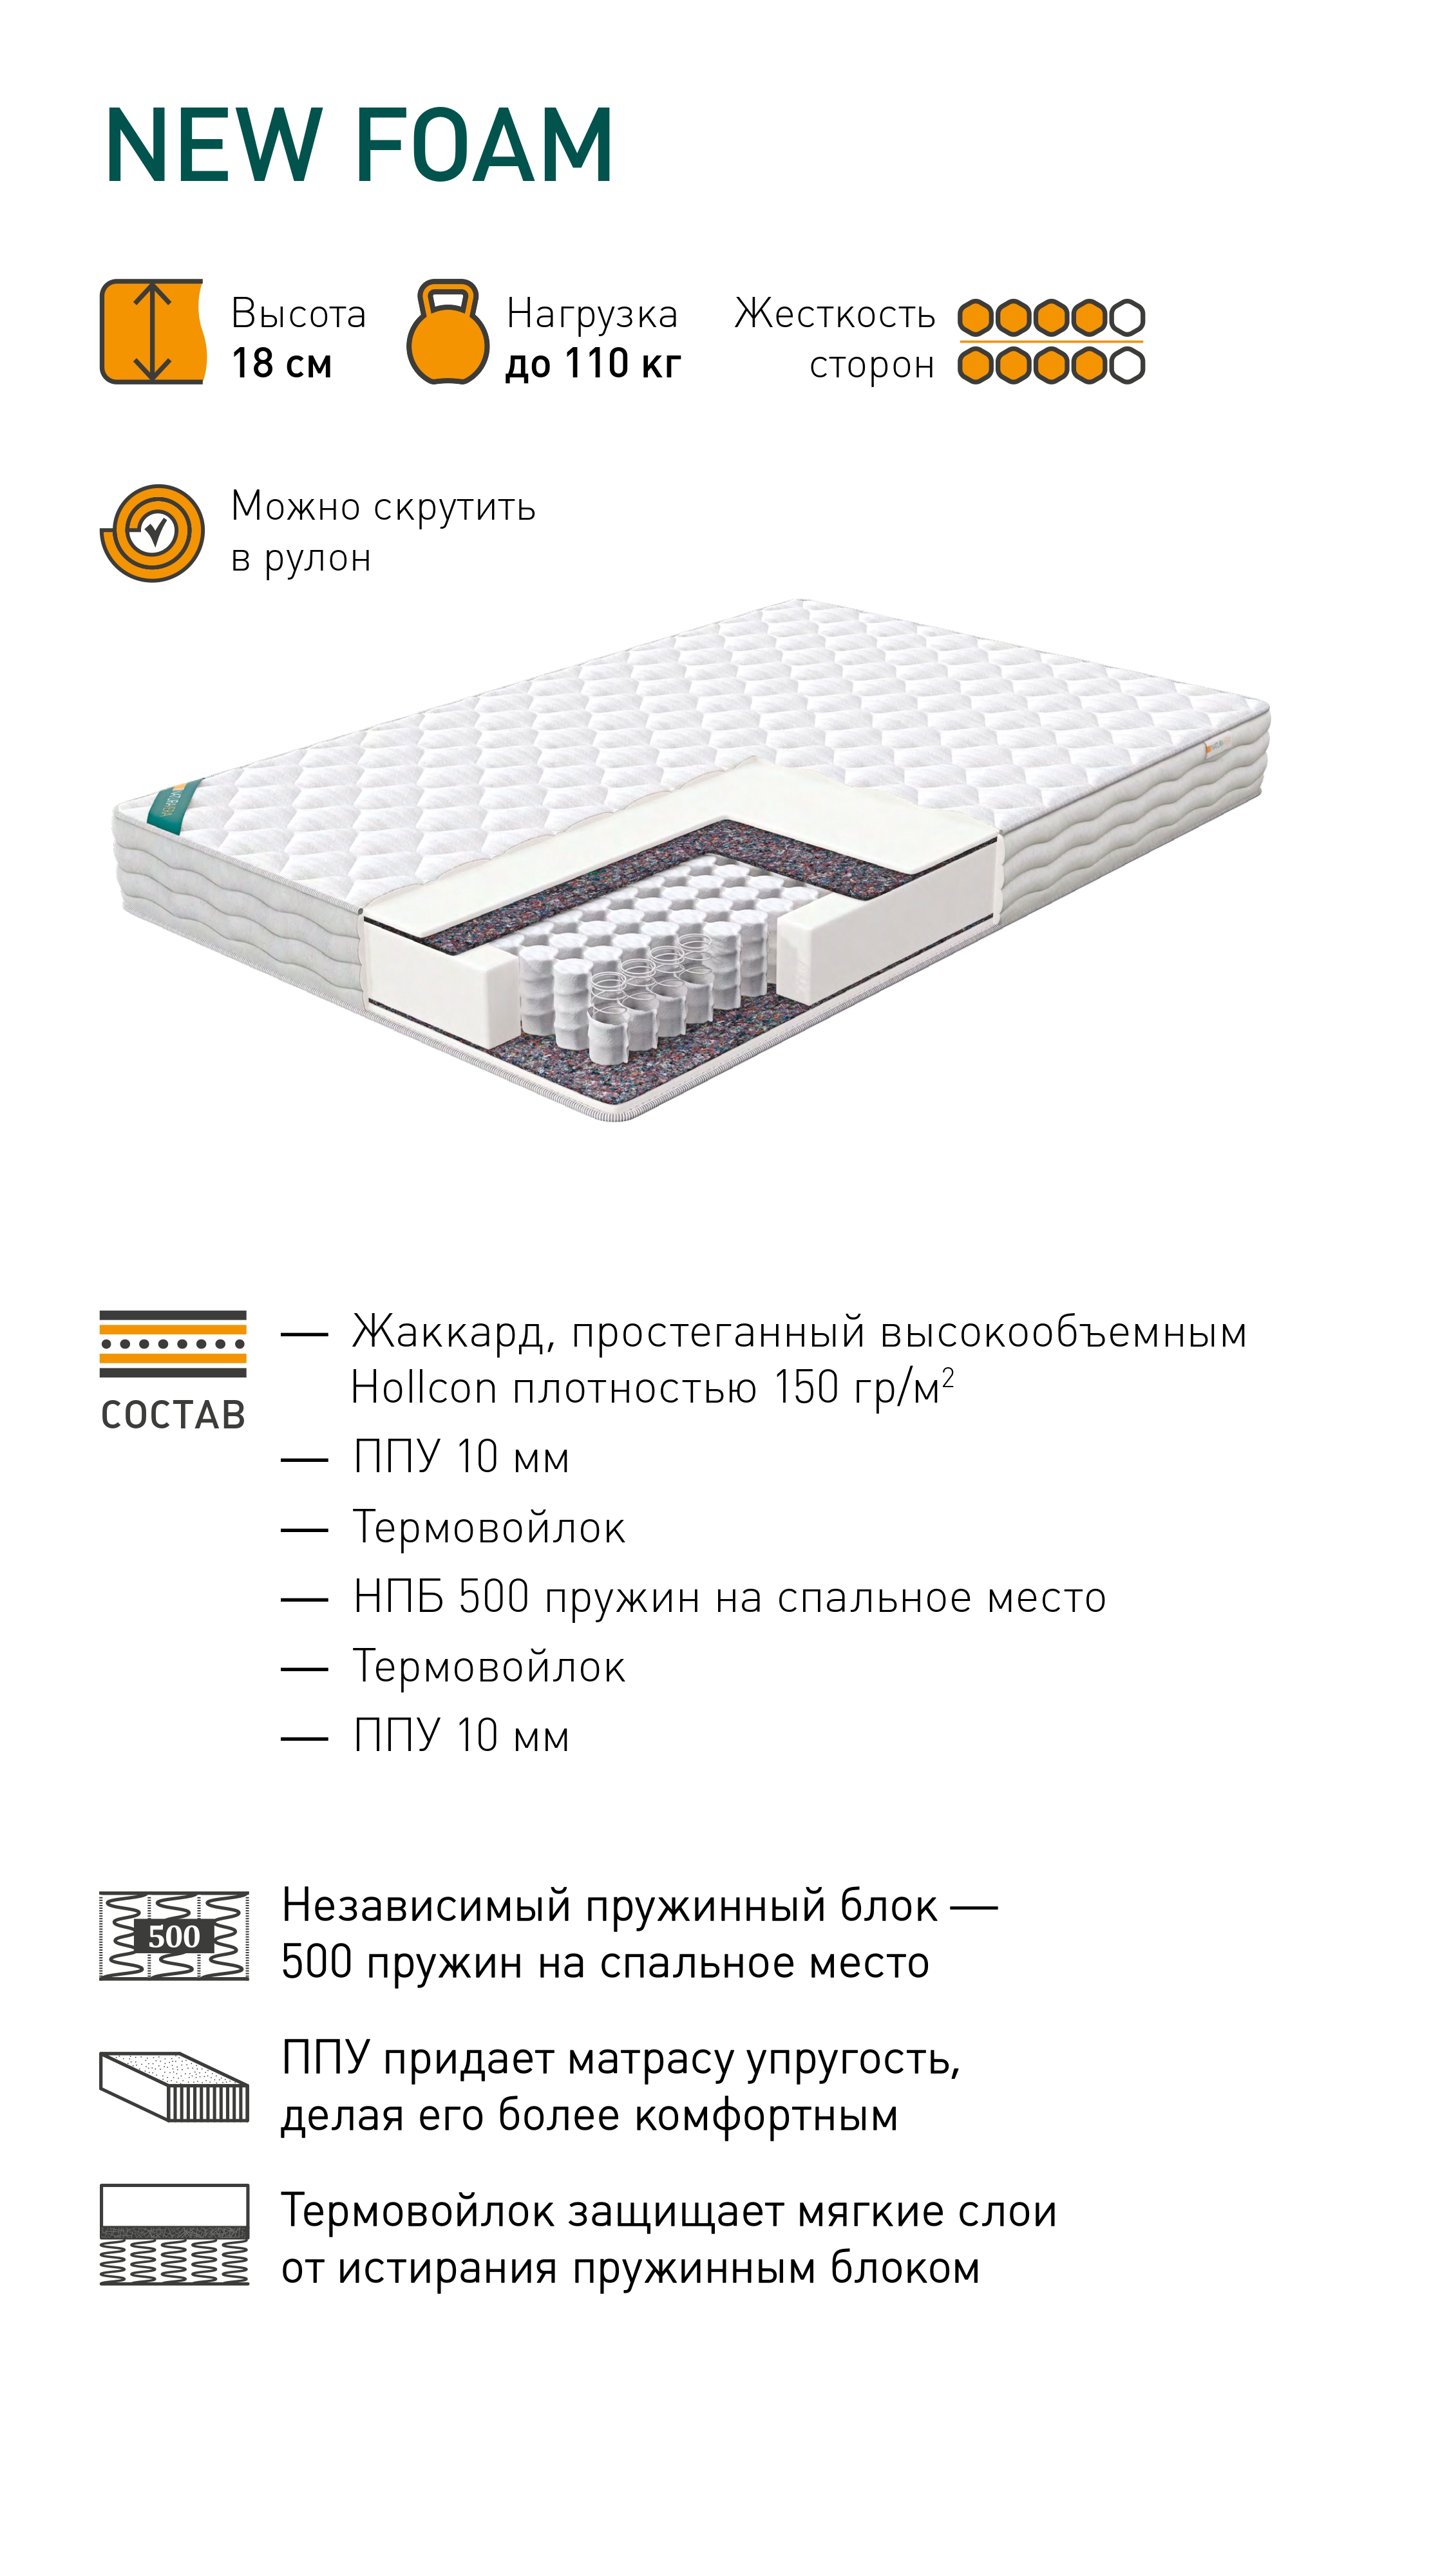 NEW FOAM
Высота
18 см
Нагрузка
до 110 кг
Жесткость
сторон
Можно скрутить
в рулон
СОСТАВ
— Жаккард, простеганный высокообъемным
Hollcon плотностью 150 гр/м²
— ППУ 10 мм
— Термовойлок
— НПБ 500 пружин на спальное место
— Термовойлок
— ППУ 10 мм
500
Независимый пружинный блок —
500 пружин на спальное место
ППУ придает матрасу упругость,
делая его более комфортным
Термовойлок защищает мягкие слои
от истирания пружинным блоком